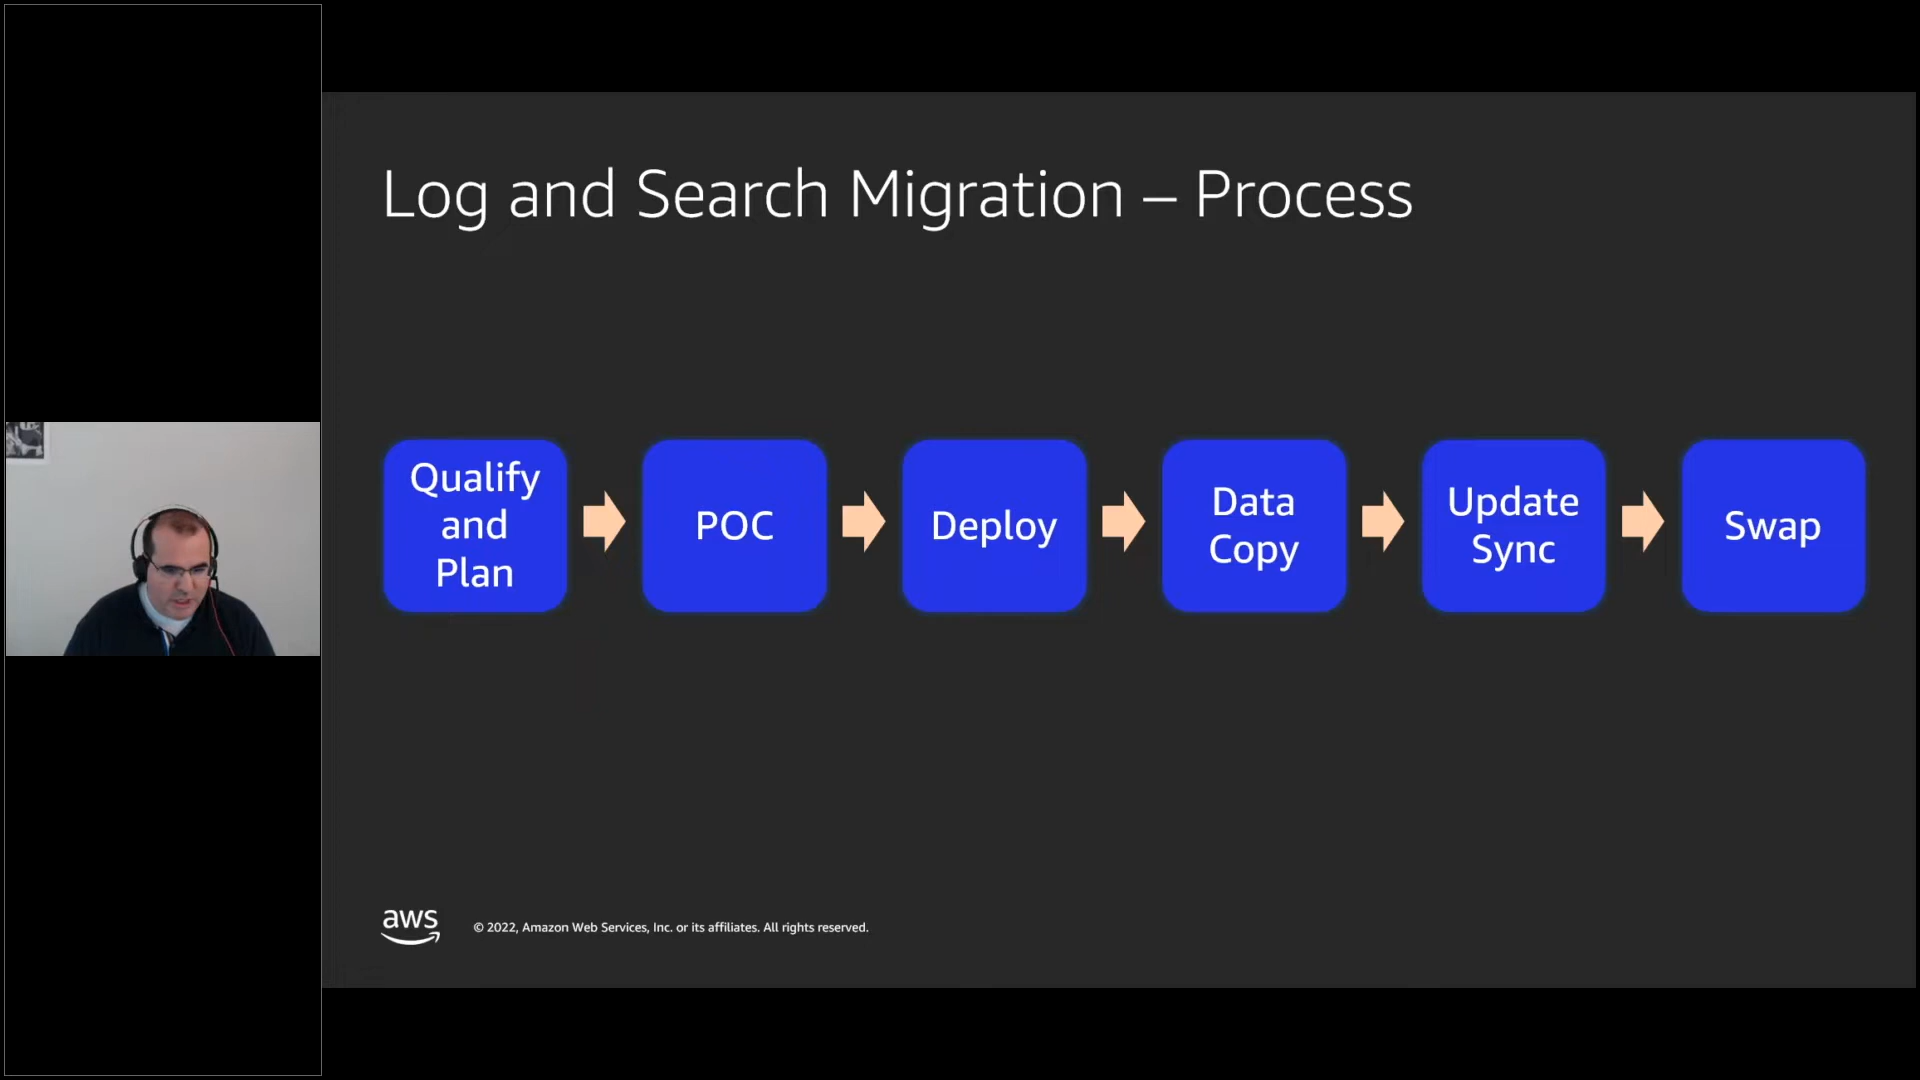 Log and Search Migration – Process
Qualify
and
Plan
POC
Deploy
Data
Copy
Update
Sync
Swap
aws
© 2022, Amazon Web Services, Inc. or its affiliates. All rights reserved.